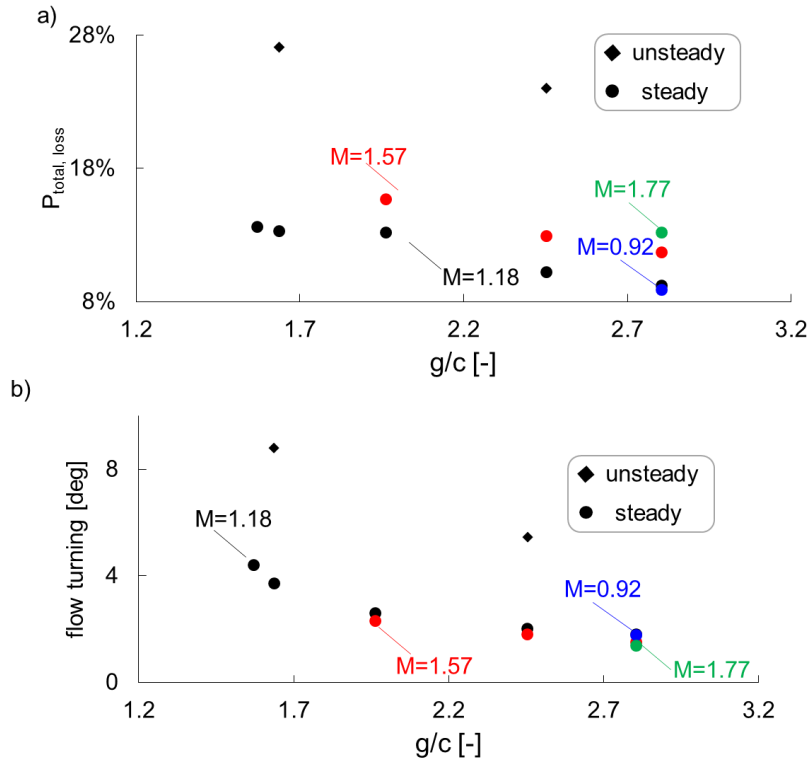 a)
28%
unsteady
steady
M=1.57
18%
M=1.77
P total, loss
M=0.92
M=1.18
8%
1.2 1.7 2.2 2.7 3.2
g/c [-]
b)
8
unsteady
steady
M=1.18
flow turning [deg]
4
M=0.92
M=1.57
M=1.77
0
1.2 1.7 2.2 2.7 3.2
g/c [-]